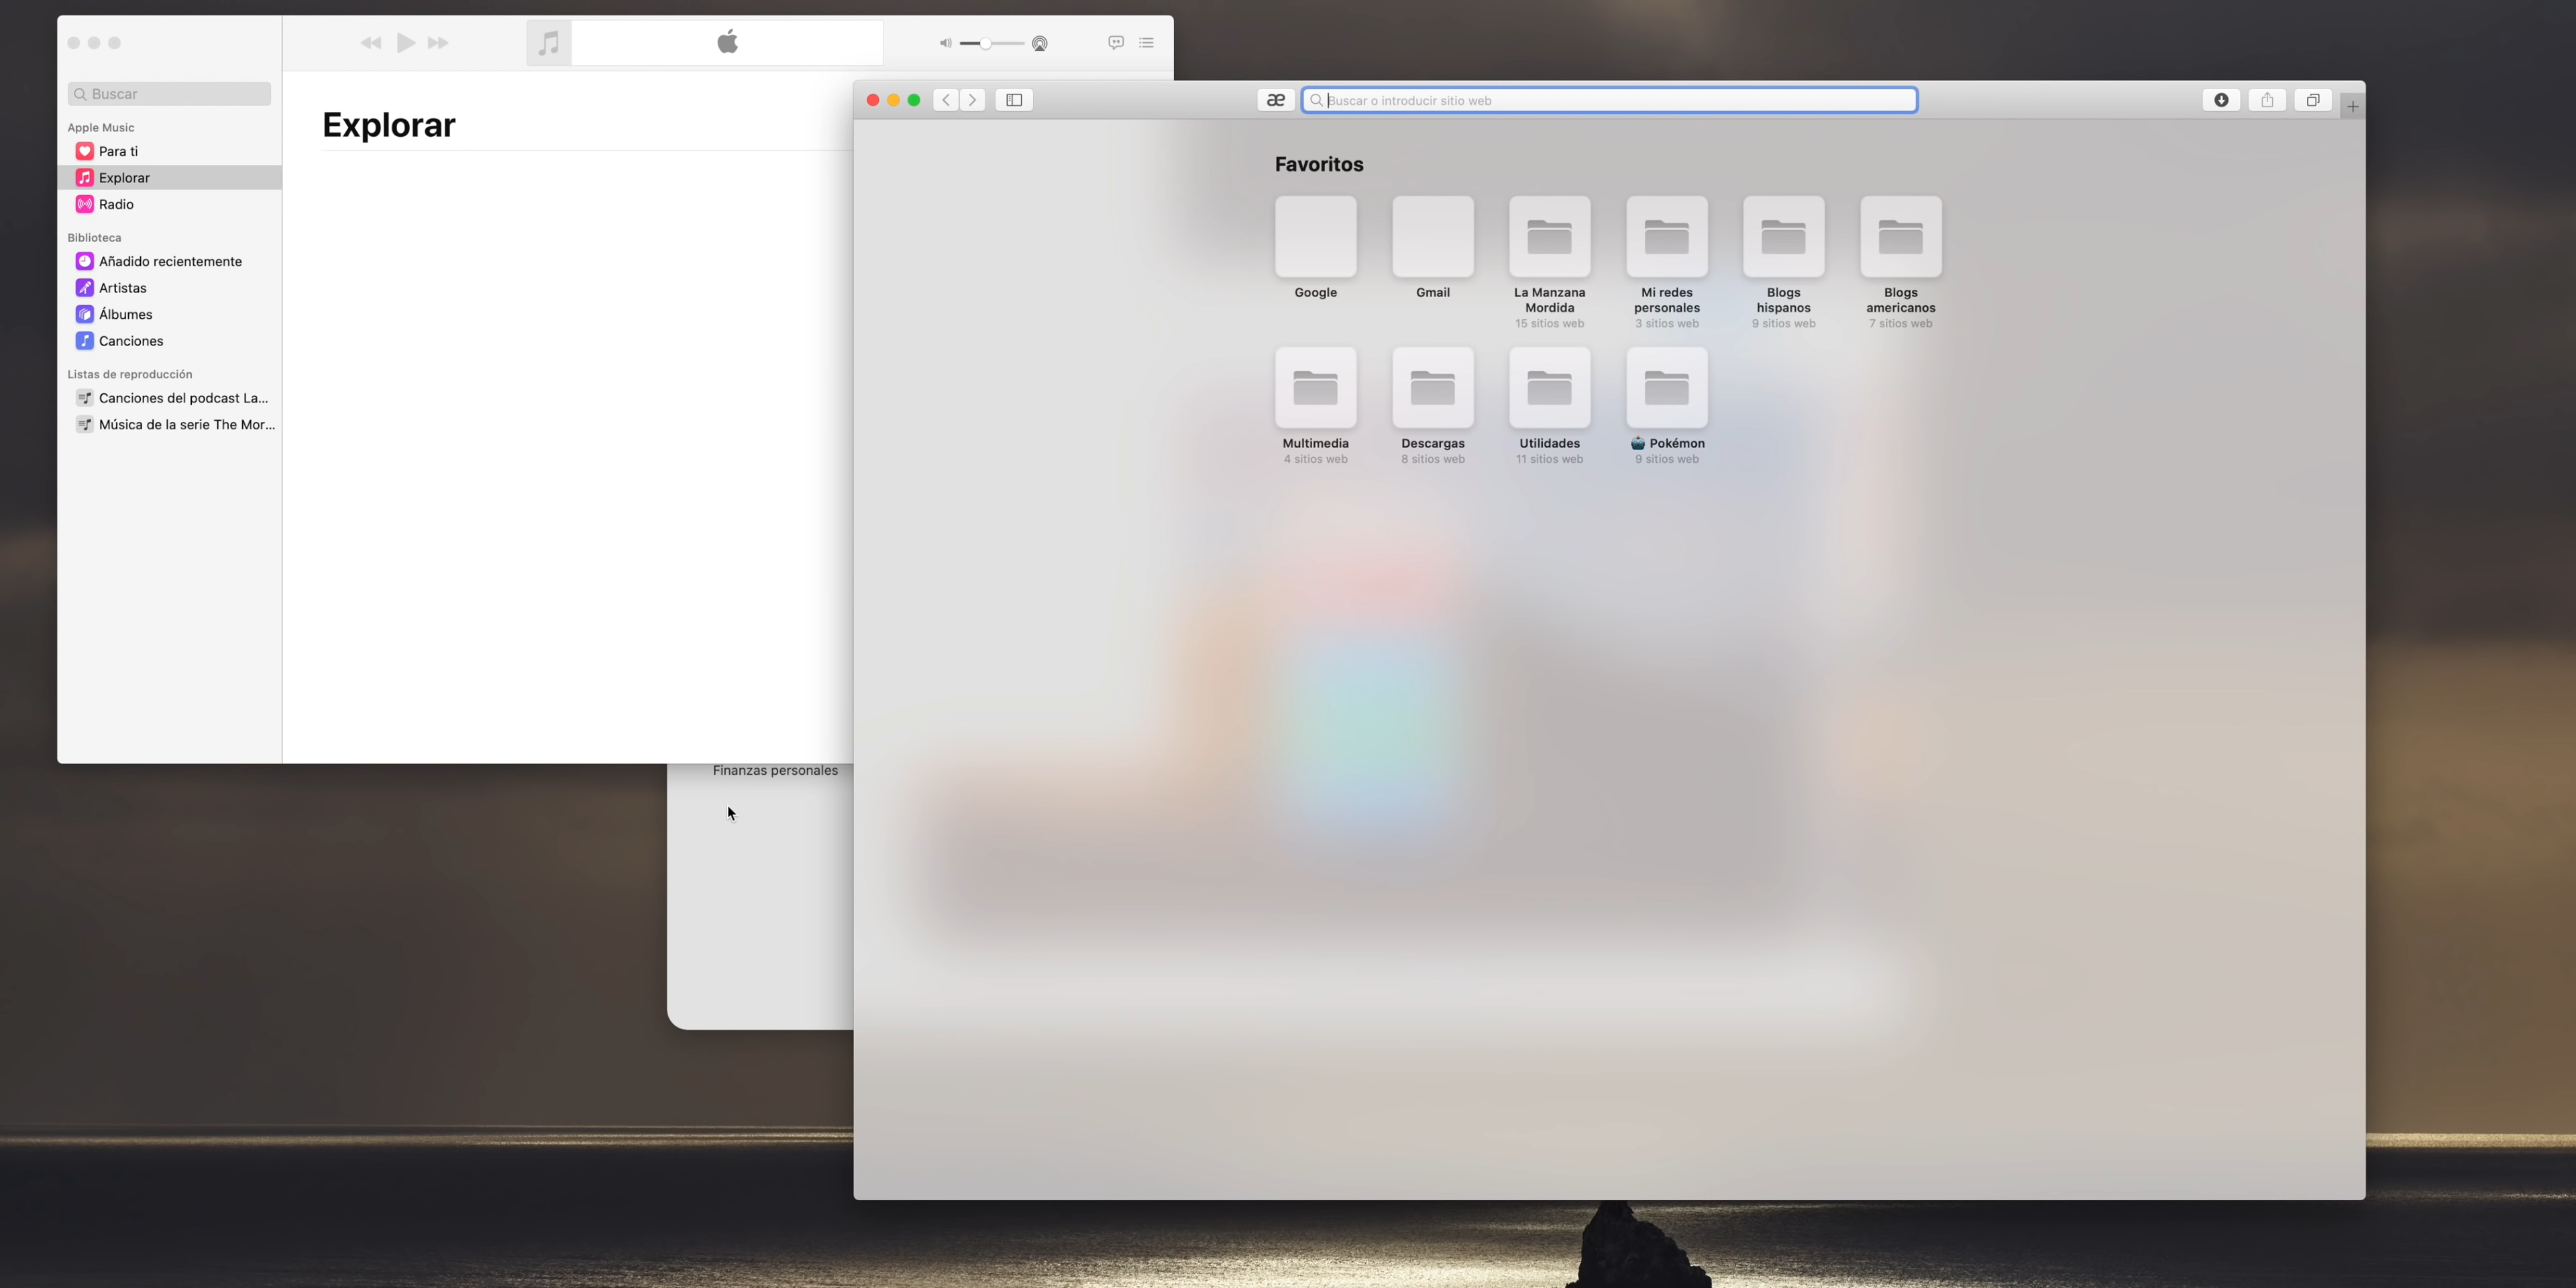 Buscar
Apple Music
Para ti
Explorar
Radio
Biblioteca
Añadido recientemente
Artistas
Álbumes
Canciones
Listas de reproducción
Canciones del podcast La...
Música de la serie The Mor...
Explorar
Finanzas personales
æ
Buscar o introducir sitio web
Favoritos
Google
Gmail
La Manzana
Mordida
15 sitios web
Mi redes
personales
3 sitios web
Blogs
hispanos
9 sitios web
Blogs
americanos
7 sitios web
Multimedia
4 sitios web
Descargas
8 sitios web
Utilidades
11 sitios web
Pokémon
9 sitios web